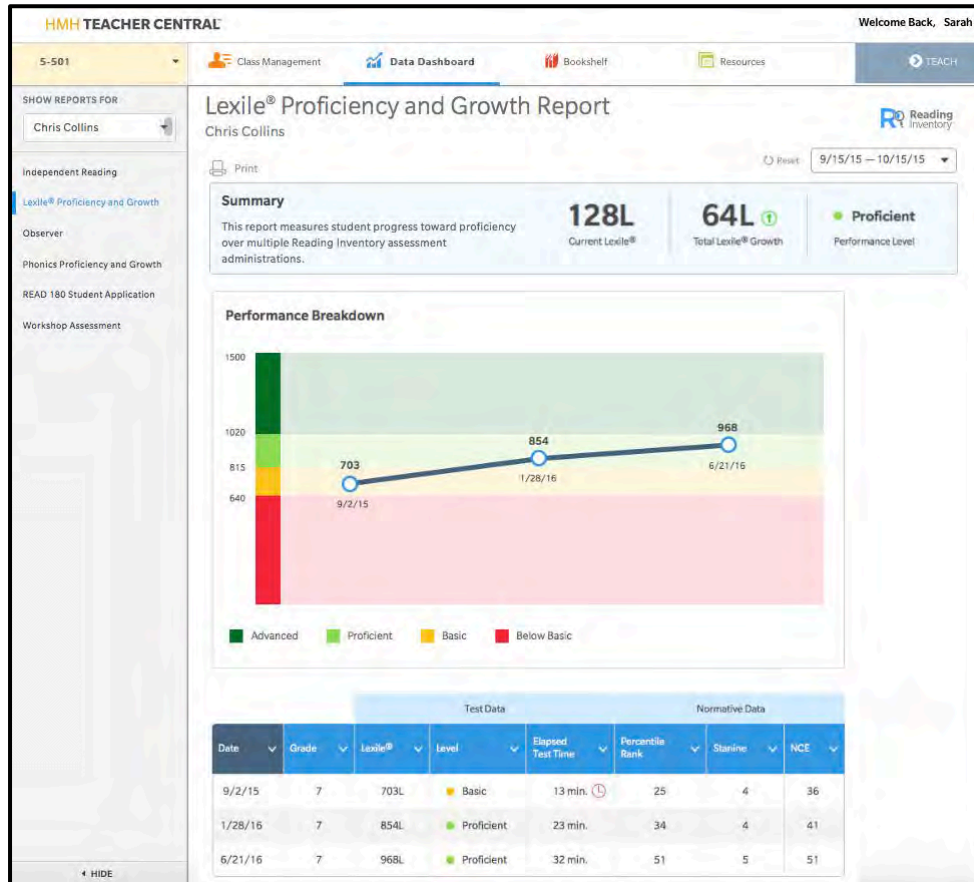 HMH TEACHER CENTRAL
Welcome Back, Sarah
5-501
Class Management
Data Dashboard
Bookshelf
Resources
TEACH
SHOW REPORTS FOR
Chris Collins
Independent Reading
Lexile® Proficiency and Growth
Observer
Phonics Proficiency and Growth
READ 180 Student Application
Workshop Assessment
HIDE
Lexile® Proficiency and Growth Report
Chris Collins
Reading
Inventory
Print
Reset
9/15/15 — 10/15/15
Summary
This report measures student progress toward proficiency
over multiple Reading Inventory assessment
administrations.
128L
Current Lexile®
64L
Total Lexile® Growth
Proficient
Performance Level
Performance Breakdown
1500
1020
815
640
703
9/2/15
854
1/28/16
968
6/21/16
Advanced Proficient Basic Below Basic
Test Data Normative Data
Date Grade Lexile® Level Elapsed Test Time Percentile Rank Stanine NCE
9/2/15 7 703L Basic 13 min. 25 4 36
1/28/16 7 854L Proficient 23 min. 34 4 41
6/21/16 7 968L Proficient 32 min. 51 5 51